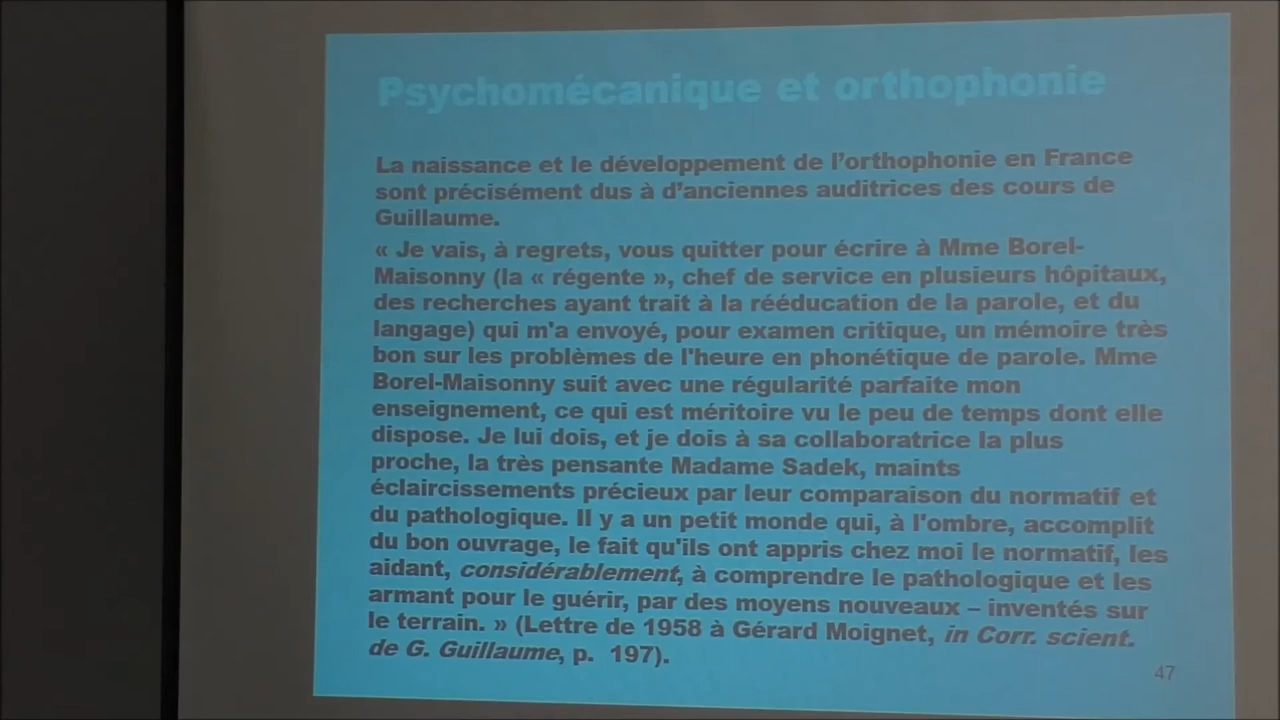 Psychomécanique et orthophonie
La naissance et le développement de l'orthophonie en France
sont précisément dus à d'anciennes auditrices des cours de
Guillaume.
« Je vais, à regrets, vous quitter pour écrire à Mme Borel-
Maisonny (la « régente », chef de service en plusieurs hôpitaux,
des recherches ayant trait à la rééducation de la parole, et du
langage) qui m'a envoyé, pour examen critique, un mémoire très
bon sur les problèmes de l'heure en phonétique de parole. Mme
Borel-Maisonny suit avec une régularité parfaite mon
enseignement, ce qui est méritoire vu le peu de temps dont elle
dispose. Je lui dois, et je dois à sa collaboratrice la plus
proche, la très pensante Madame Sadek, maints
éclaircissements précieux par leur comparaison du normatif et
du pathologique. Il y a un petit monde qui, à l'ombre, accomplit
du bon ouvrage, le fait qu'ils ont appris chez moi le normatif, les
aidant, considérablement, à comprendre le pathologique et les
armant pour le guérir, par des moyens nouveaux – inventés sur
le terrain. » (Lettre de 1958 à Gérard Moignet, in Corr. scient.
de G. Guillaume, p. 197).
47